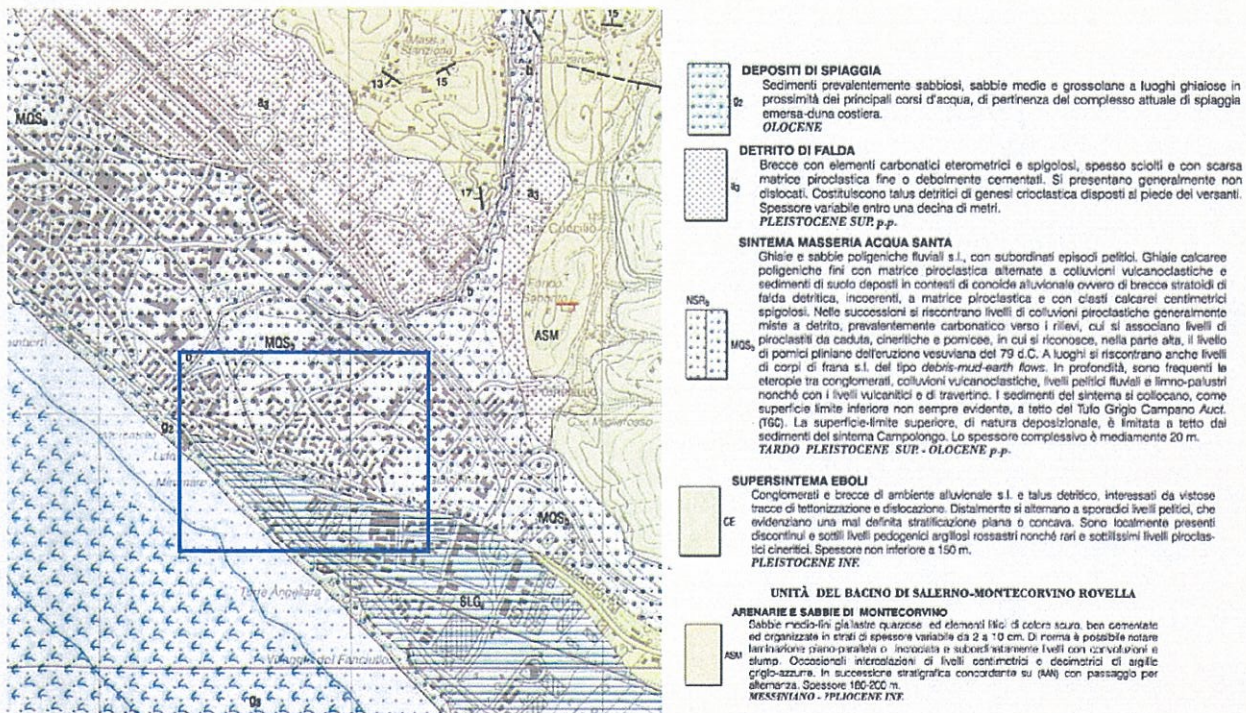 15
Mass.a
Stanzione
b
13
15
a3
MQS5
17
a3
b
ASM
MQS5
g2
MQS5
Torre Angellara
SLG
Villaggio del Fanciullo
g8
DEPOSITI DI SPIAGGIA
g2
Sedimenti prevalentemente sabbiosi, sabbie medie e grossolane a luoghi ghiaiose in
prossimità dei principali corsi d'acqua, di pertinenza del complesso attuale di spiaggia
emersa-duna costiera.
OLOCENE
DETRITO DI FALDA
a3
Brecce con elementi carbonatici eterometrici e spigolosi, spesso sciolti e con scarsa
matrice piroclastica fine o debolmente cementati. Si presentano generalmente non
dislocati. Costituiscono talus detritici di genesi crioclastica disposti al piede dei versanti.
Spessore variabile entro una decina di metri.
PLEISTOCENE SUP. p.p.
SINTEMA MASSERIA ACQUA SANTA
NSR5
MQS5
Ghiaie e sabbie poligeniche fluviali s.l., con subordinati episodi pelitici. Ghiaie calcaree
poligeniche fini con matrice piroclastica alternate a colluvioni vulcanoclastiche e
sedimenti di suolo deposti in contesti di conoide alluvionale ovvero di brecce stratoidi di
falda detritica, incoerenti, a matrice piroclastica e con clasti calcarei centimetrici
spigolosi. Nelle successioni si riscontrano livelli di colluvioni piroclastiche generalmente
miste a detrito, prevalentemente carbonatico verso i rilievi, cui si associano livelli di
piroclastiti da caduta, cineritiche e pomicee, in cui si riconosce, nella parte alta, il livello
di pomici pliniane dell'eruzione vesuviana del 79 d.C. A luoghi si riscontrano anche livelli
di corpi di frana s.l. del tipo debris-mud-earth flows. In profondità, sono frequenti le
eteropie tra conglomerati, colluvioni vulcanoclastiche, livelli pelitici fluviali e limno-palustri
nonché con i livelli vulcanitici e di travertino. I sedimenti del sintema si collocano, come
superficie limite inferiore non sempre evidente, a tetto del Tufo Grigio Campano Auct.
(TGC). La superficie-limite superiore, di natura deposizionale, è limitata a tetto dai
sedimenti del sintema Campolongo. Lo spessore complessivo è mediamente 20 m.
TARDO PLEISTOCENE SUP. - OLOCENE p.p.
SUPERSINTEMA EBOLI
CE
Conglomerati e brecce di ambiente alluvionale s.l. e talus detritico, interessati da vistose
tracce di tettonizzazione e dislocazione. Distalmente si alternano a sporadici livelli pelitici, che
evidenziano una mal definita stratificazione piana o concava. Sono localmente presenti
discontinui e sottili livelli pedogenici argillosi rossastri nonché rari e sottilissimi livelli piroclas-
tici cineritici. Spessore non inferiore a 150 m.
PLEISTOCENE INF.
UNITÀ DEL BACINO DI SALERNO-MONTECORVINO ROVELLA
ARENARIE E SABBIE DI MONTECORVINO
ASM
Sabbie medio-fini giallastre quarzose ed elementi litici di colore scuro, ben cementate
ed organizzate in strati di spessore variabile da 2 a 10 cm. Di norma è possibile notare
laminazione piano-parallela o incrociata e subordinatamente livelli con convoluzioni e
slump. Occasionali intercalazioni di livelli centimetrici e decimetrici di argille
grigio-azzurre. In successione stratigrafica concordante su (AAN) con passaggio per
alternanza. Spessore 180-200 m.
MESSINIANO - ?PLIOCENE INF.